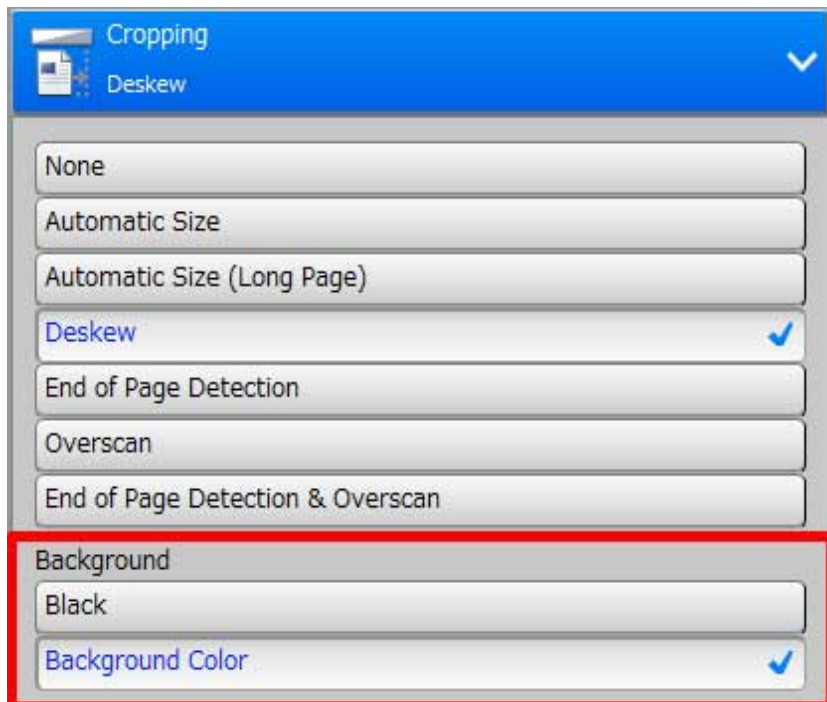 Cropping
Deskew
None
Automatic Size
Automatic Size (Long Page)
Deskew
End of Page Detection
Overscan
End of Page Detection & Overscan
Background
Black
Background Color